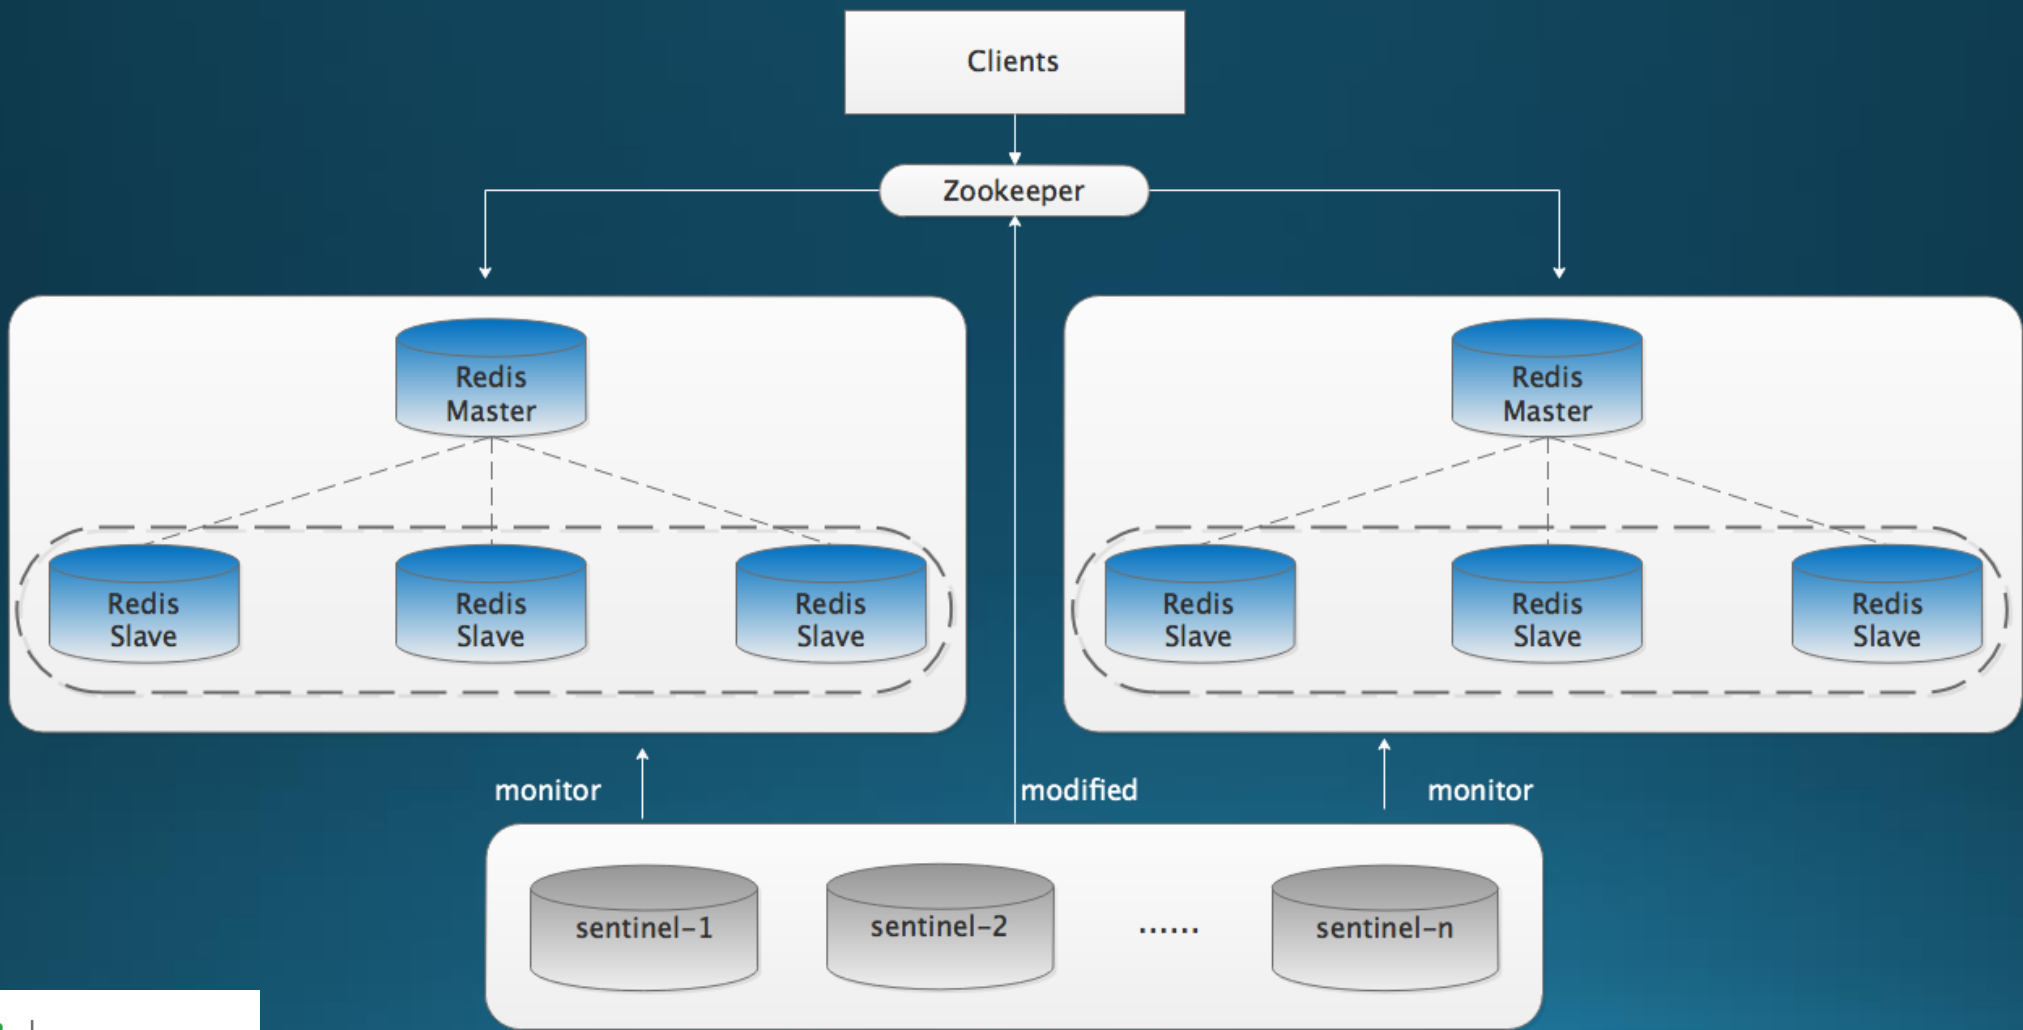 Clients
Zookeeper
Redis
Master
Redis
Master
Redis
Slave
Redis
Slave
Redis
Slave
Redis
Slave
Redis
Slave
Redis
Slave
monitor
modified
monitor
sentinel-1
sentinel-2
......
sentinel-n